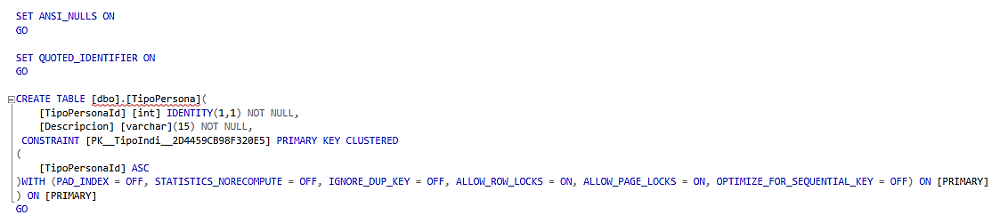 SET ANSI_NULLS ON
GO
SET QUOTED_IDENTIFIER ON
GO
CREATE TABLE [dbo].[TipoPersona](
[TipoPersonaId] [int] IDENTITY(1,1) NOT NULL,
[Descripcion] [varchar](15) NOT NULL,
CONSTRAINT [PK__TipoIndi__2D4459CB98F320E5] PRIMARY KEY CLUSTERED
(
[TipoPersonaId] ASC
)WITH (PAD_INDEX = OFF, STATISTICS_NORECOMPUTE = OFF, IGNORE_DUP_KEY = OFF, ALLOW_ROW_LOCKS = ON, ALLOW_PAGE_LOCKS = ON, OPTIMIZE_FOR_SEQUENTIAL_KEY = OFF) ON [PRIMARY]
) ON [PRIMARY]
GO